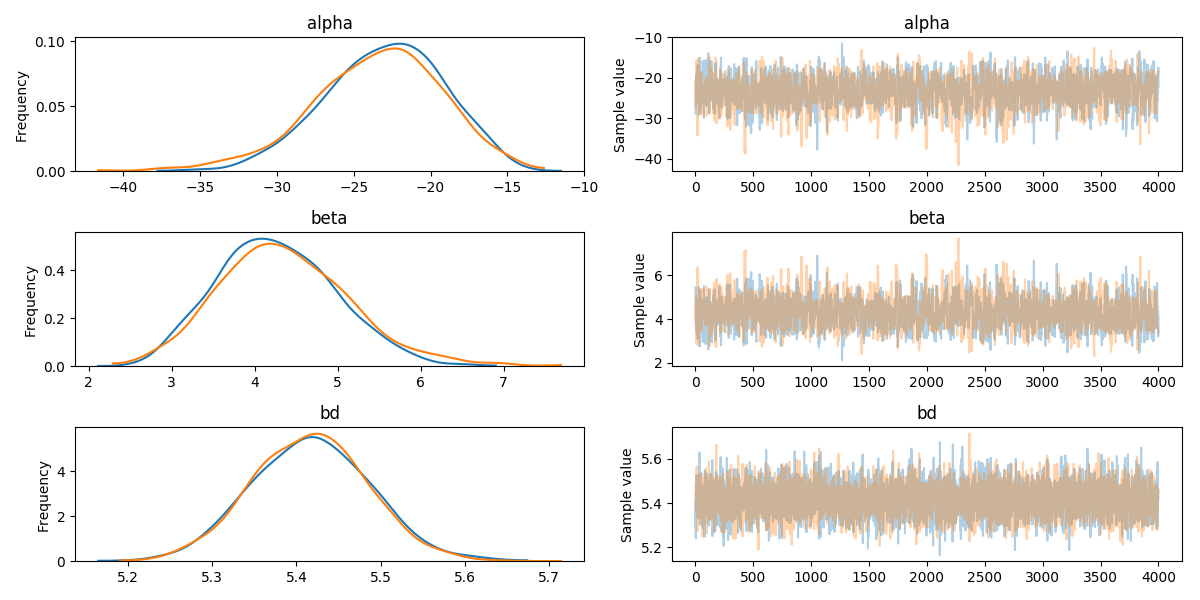 alpha
Frequency
0.10
0.05
0.00
−40 −35 −30 −25 −20 −15 −10
alpha
Sample value
−10
−20
−30
−40
0 500 1000 1500 2000 2500 3000 3500 4000
beta
Frequency
0.4
0.2
0.0
2 3 4 5 6 7
beta
Sample value
6
4
2
0 500 1000 1500 2000 2500 3000 3500 4000
bd
Frequency
4
2
0
5.2 5.3 5.4 5.5 5.6 5.7
bd
Sample value
5.6
5.4
5.2
0 500 1000 1500 2000 2500 3000 3500 4000